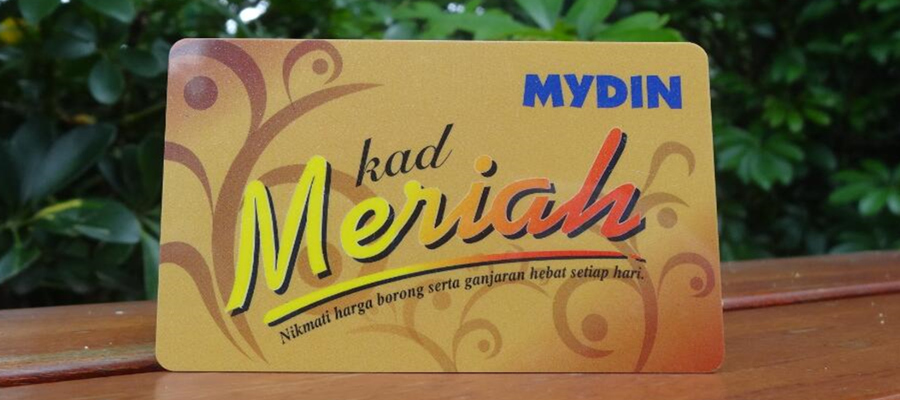 MYDIN
kad
Meriah
Nikmati harga borong serta ganjaran hebat setiap hari.